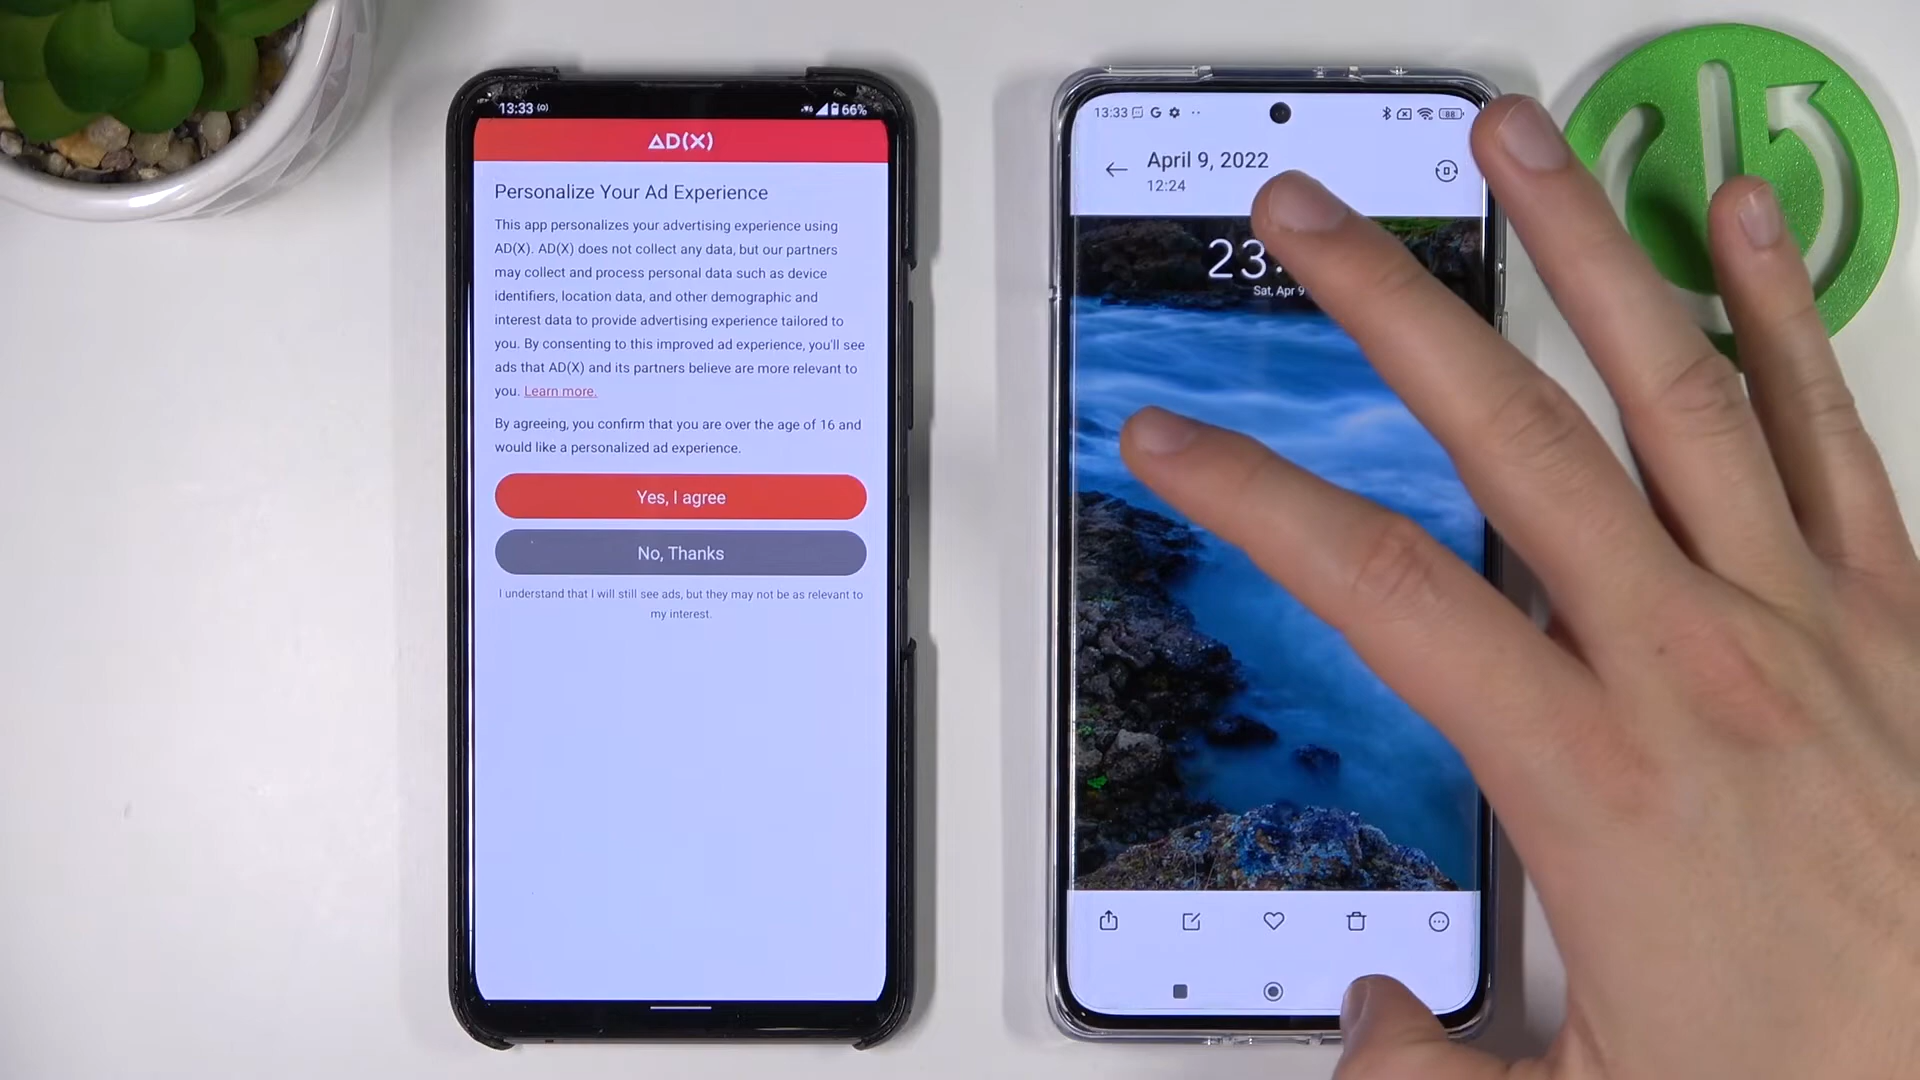 13:33
66%
AD(X)
Personalize Your Ad Experience
This app personalizes your advertising experience using
AD(X). AD(X) does not collect any data, but our partners
may collect and process personal data such as device
identifiers, location data, and other demographic and
interest data to provide advertising experience tailored to
you. By consenting to this improved ad experience, you'll see
ads that AD(X) and its partners believe are more relevant to
you. Learn more.
By agreeing, you confirm that you are over the age of 16 and
would like a personalized ad experience.
Yes, I agree
No, Thanks
I understand that I will still see ads, but they may not be as relevant to
my interest.
13:33 G
88
April 9, 2022
12:24
23:
Sat, Apr 9